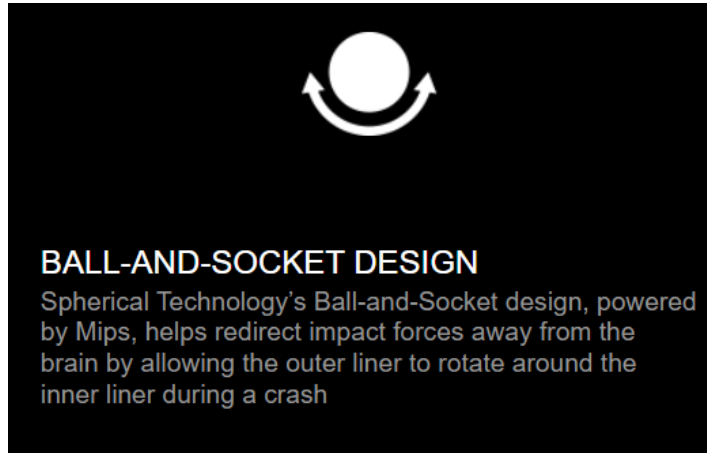 BALL-AND-SOCKET DESIGN
Spherical Technology’s Ball-and-Socket design, powered
by Mips, helps redirect impact forces away from the
brain by allowing the outer liner to rotate around the
inner liner during a crash